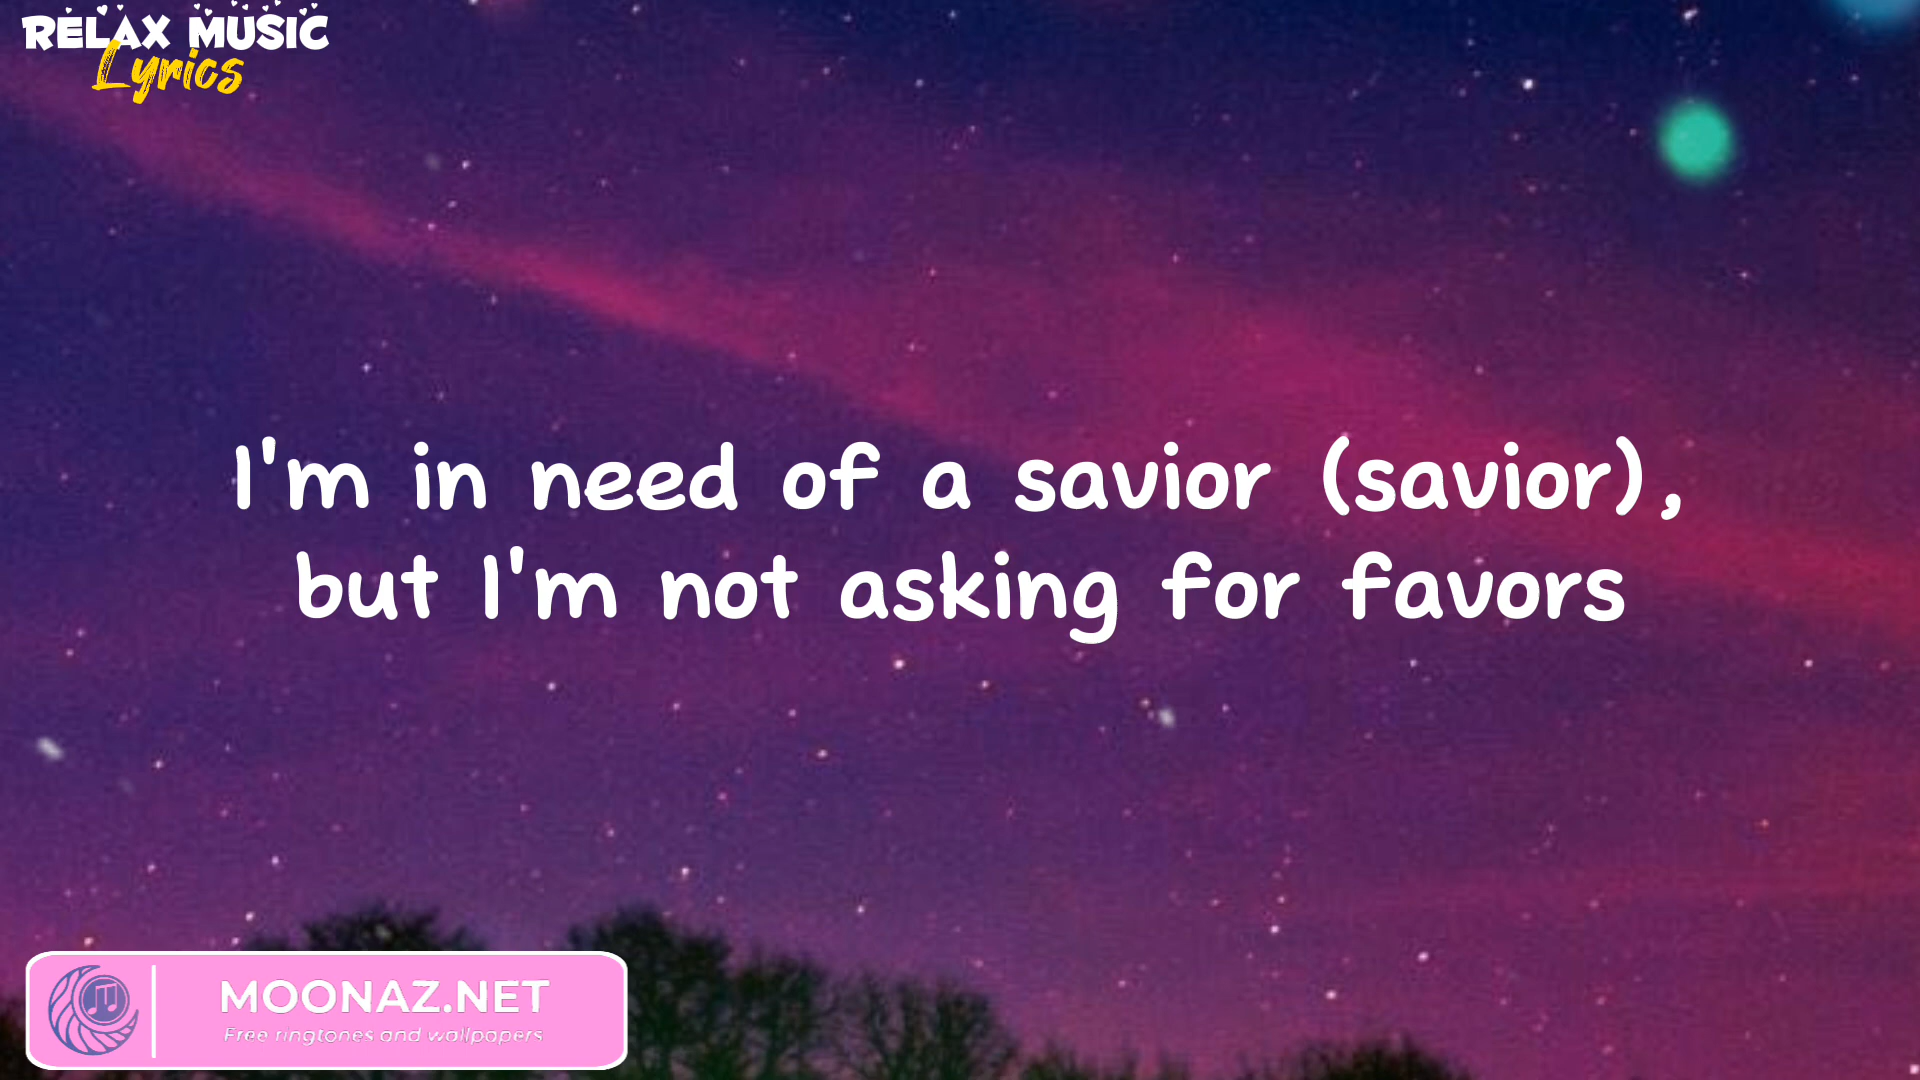 RELAX MUSIC
Lyrics
I'm in need of a savior (savior),
but I'm not asking for favors
MOONAZ.NET
Free ringtones and wallpapers